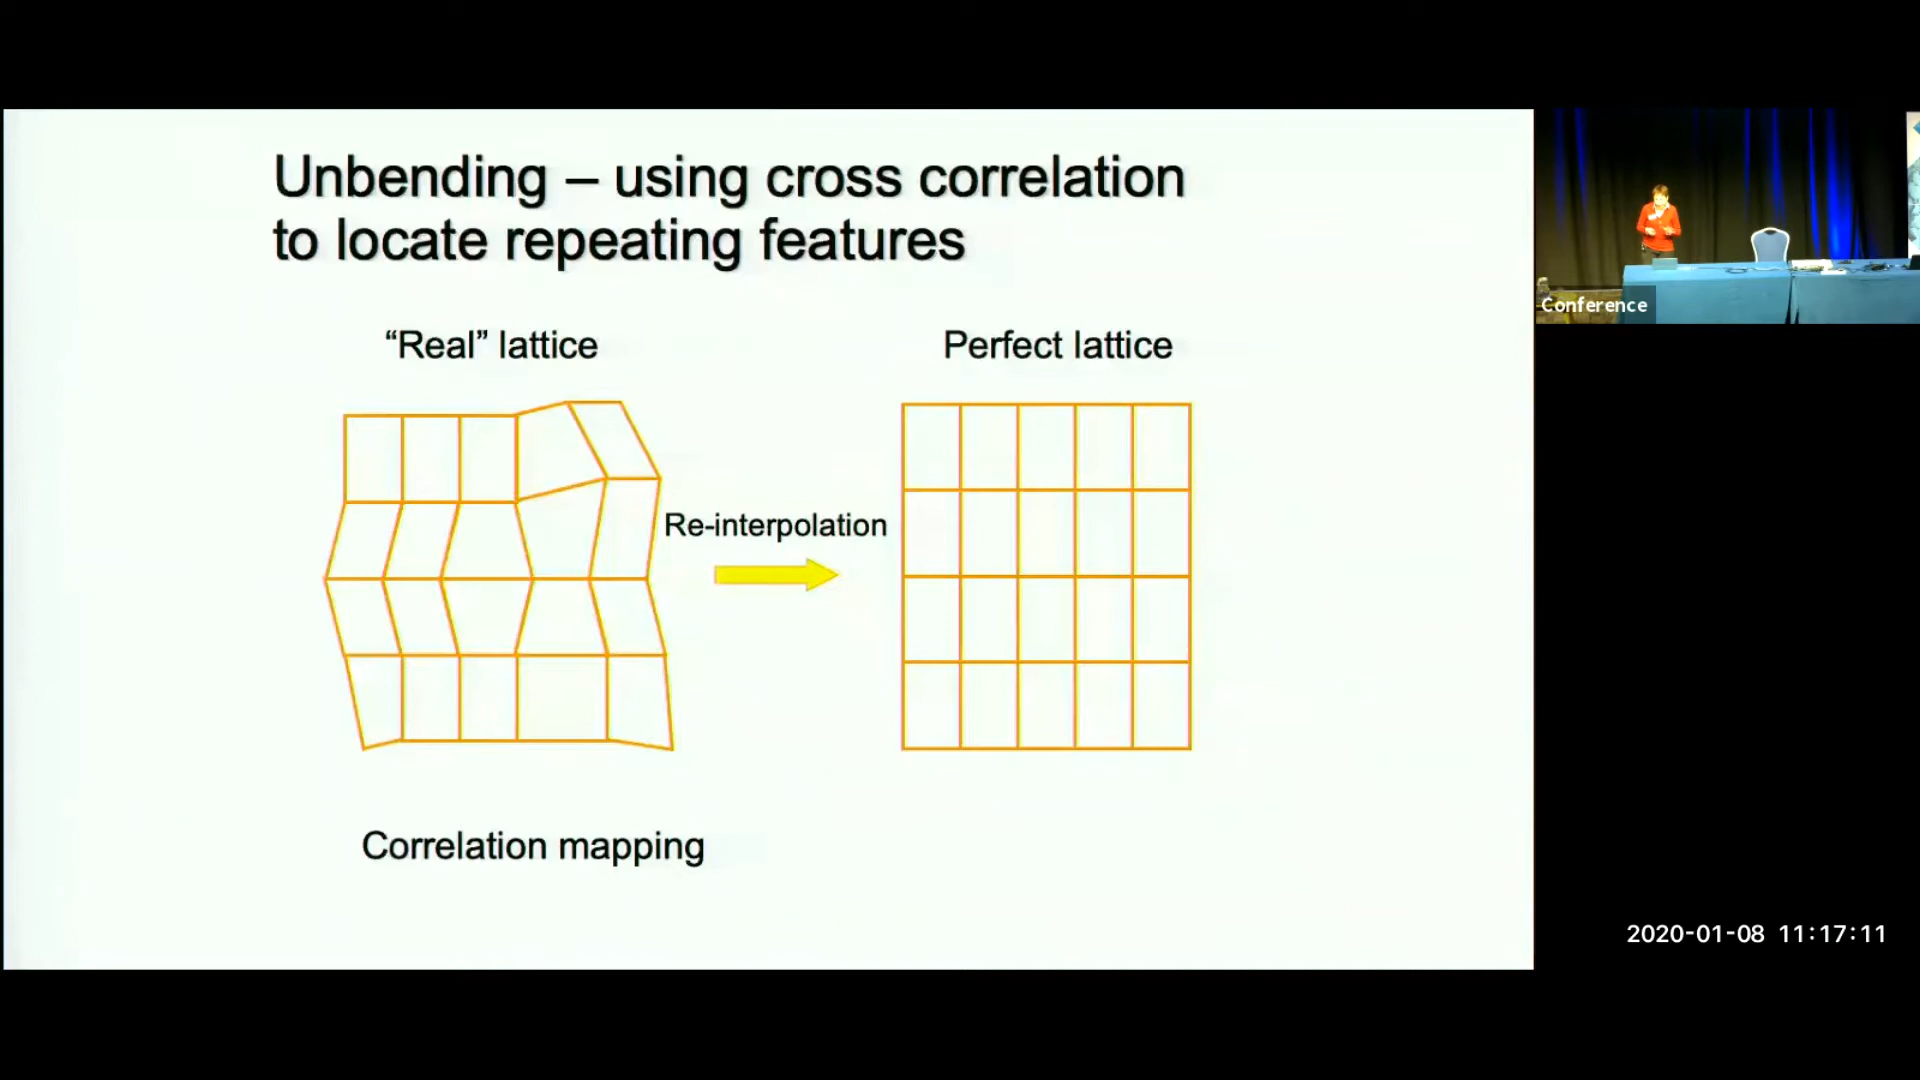 Unbending – using cross correlation
to locate repeating features
“Real” lattice
Perfect lattice
Re-interpolation
Correlation mapping
Conference
2020-01-08 11:17:11